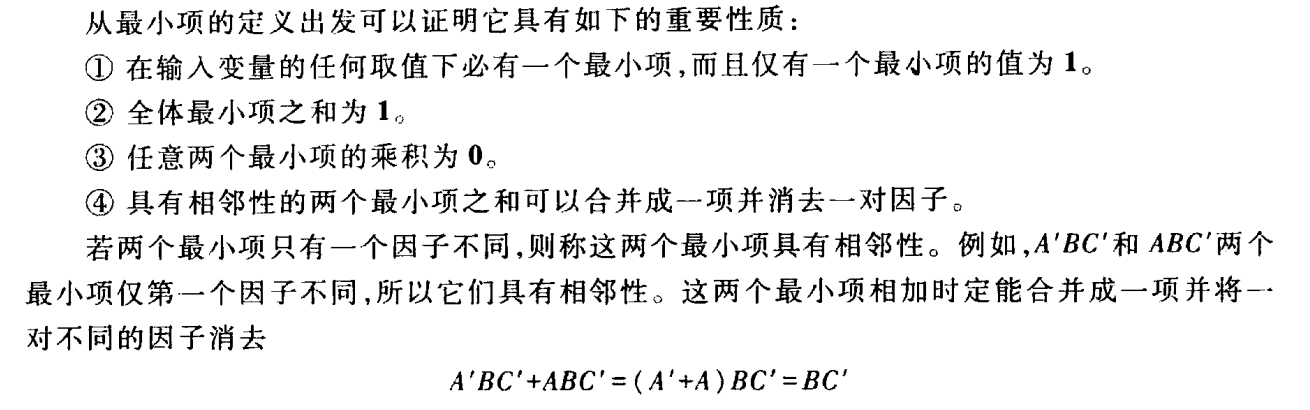 从最小项的定义出发可以证明它具有如下的重要性质：
① 在输入变量的任何取值下必有一个最小项,而且仅有一个最小项的值为 1。
② 全体最小项之和为 1。
③ 任意两个最小项的乘积为 0。
④ 具有相邻性的两个最小项之和可以合并成一项并消去一对因子。
若两个最小项只有一个因子不同,则称这两个最小项具有相邻性。例如,A′BC′和 ABC′两个
最小项仅第一个因子不同,所以它们具有相邻性。这两个最小项相加时定能合并成一项并将一
对不同的因子消去
A′BC′+ABC′=(A′+A)BC′=BC′